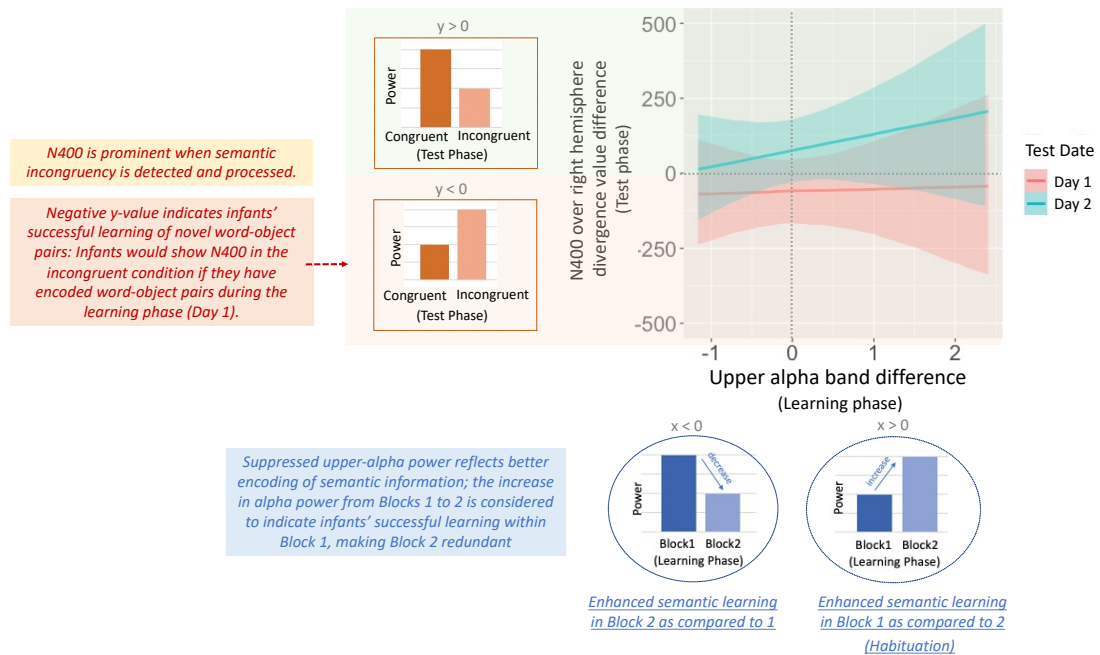 y > 0
Power
Congruent Incongruent
(Test Phase)
N400 is prominent when semantic
incongruency is detected and processed.
y < 0
Power
Congruent Incongruent
(Test Phase)
Negative y-value indicates infants’
successful learning of novel word-object
pairs: Infants would show N400 in the
incongruent condition if they have
encoded word-object pairs during the
learning phase (Day 1).
N400 over right hemisphere
divergence value difference
(Test phase)
500
250
0
-250
-500
-1 0 1 2
Upper alpha band difference
(Learning phase)
Test Date
Day 1
Day 2
Suppressed upper-alpha power reflects better
encoding of semantic information; the increase
in alpha power from Blocks 1 to 2 is considered
to indicate infants’ successful learning within
Block 1, making Block 2 redundant
x < 0
Power
decrease
Block1 Block2
(Learning Phase)
Enhanced semantic learning
in Block 2 as compared to 1
x > 0
Power
increase
Block1 Block2
(Learning Phase)
Enhanced semantic learning
in Block 1 as compared to 2
(Habituation)